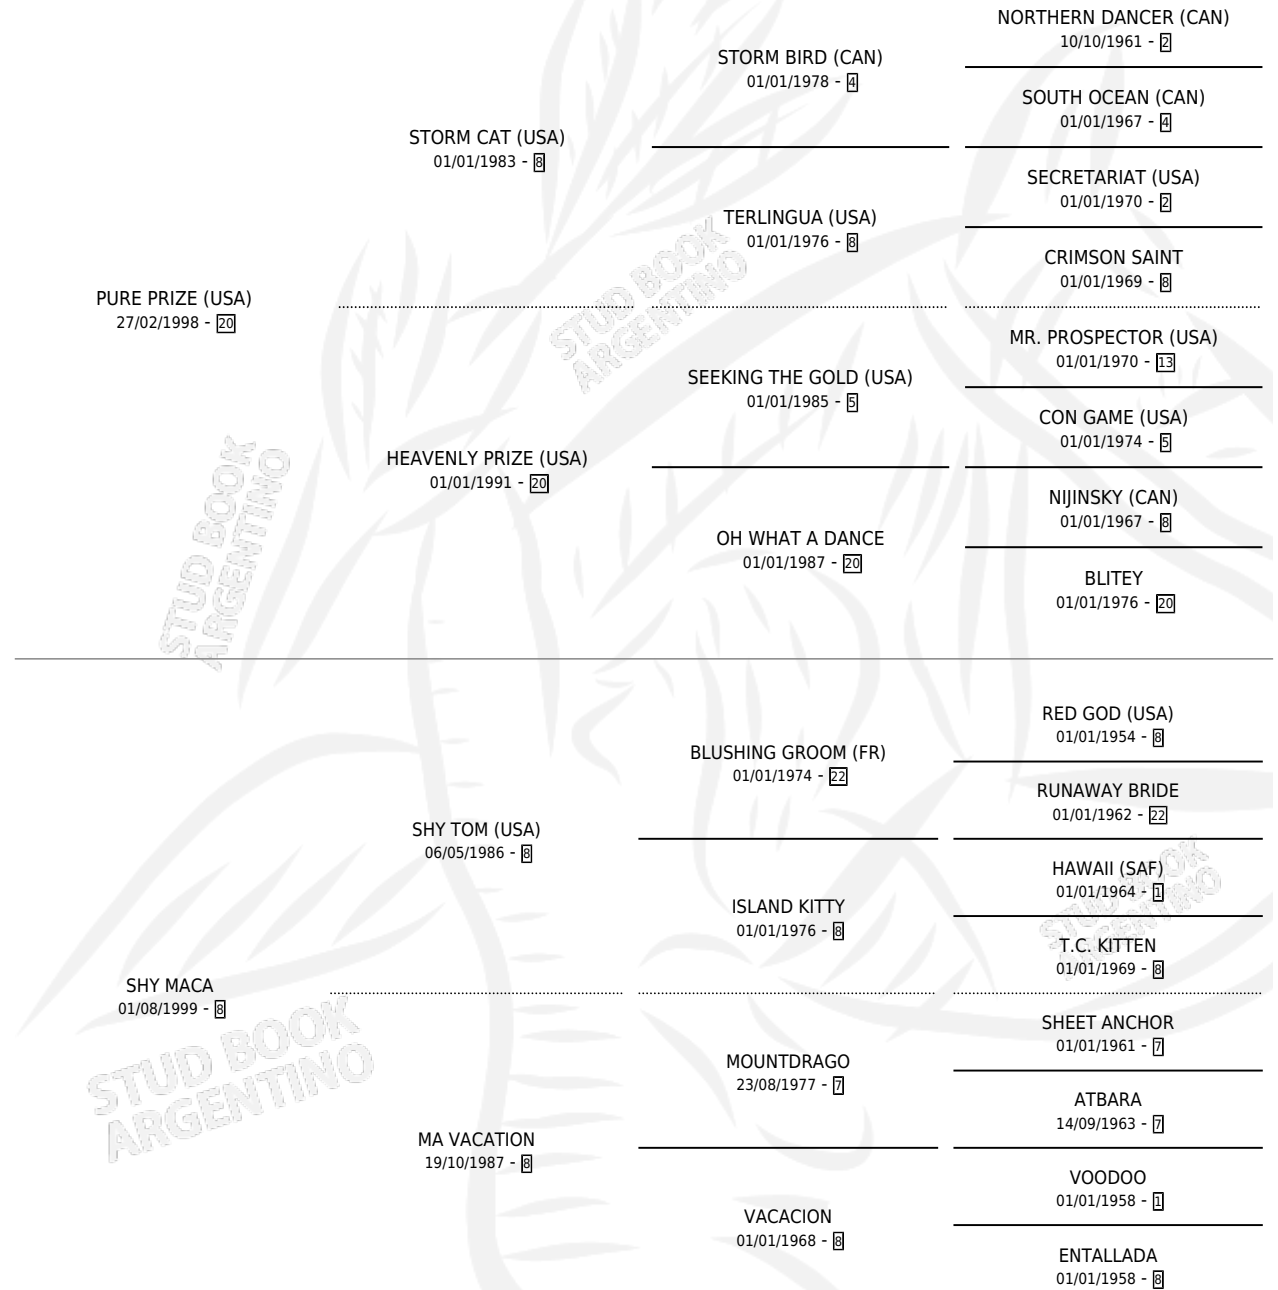 NORTHERN DANCER (CAN)
10/10/1961 - 2
STORM BIRD (CAN)
01/01/1978 - 4
SOUTH OCEAN (CAN)
01/01/1967 - 4
STORM CAT (USA)
01/01/1983 - 8
SECRETARIAT (USA)
01/01/1970 - 2
TERLINGUA (USA)
01/01/1976 - 8
CRIMSON SAINT
01/01/1969 - 8
PURE PRIZE (USA)
27/02/1998 - 20
MR. PROSPECTOR (USA)
01/01/1970 - 13
SEEKING THE GOLD (USA)
01/01/1985 - 5
CON GAME (USA)
01/01/1974 - 5
HEAVENLY PRIZE (USA)
01/01/1991 - 20
NIJINSKY (CAN)
01/01/1967 - 8
OH WHAT A DANCE
01/01/1987 - 20
BLITEY
01/01/1976 - 20
RED GOD (USA)
01/01/1954 - 8
BLUSHING GROOM (FR)
01/01/1974 - 22
RUNAWAY BRIDE
01/01/1962 - 22
SHY TOM (USA)
06/05/1986 - 8
HAWAII (SAF)
01/01/1964 - 1
ISLAND KITTY
01/01/1976 - 8
T.C. KITTEN
01/01/1969 - 8
SHY MACA
01/08/1999 - 8
SHEET ANCHOR
01/01/1961 - 7
MOUNTDRAGO
23/08/1977 - 7
ATBARA
14/09/1963 - 7
MA VACATION
19/10/1987 - 8
VOODOO
01/01/1958 - 1
VACACION
01/01/1968 - 8
ENTALLADA
01/01/1958 - 8
STUD BOOK
ARGENTINO
STUD BOOK
ARGENTINO
STUD BOOK
ARGENTINO
STUD BOOK
ARGENTINO